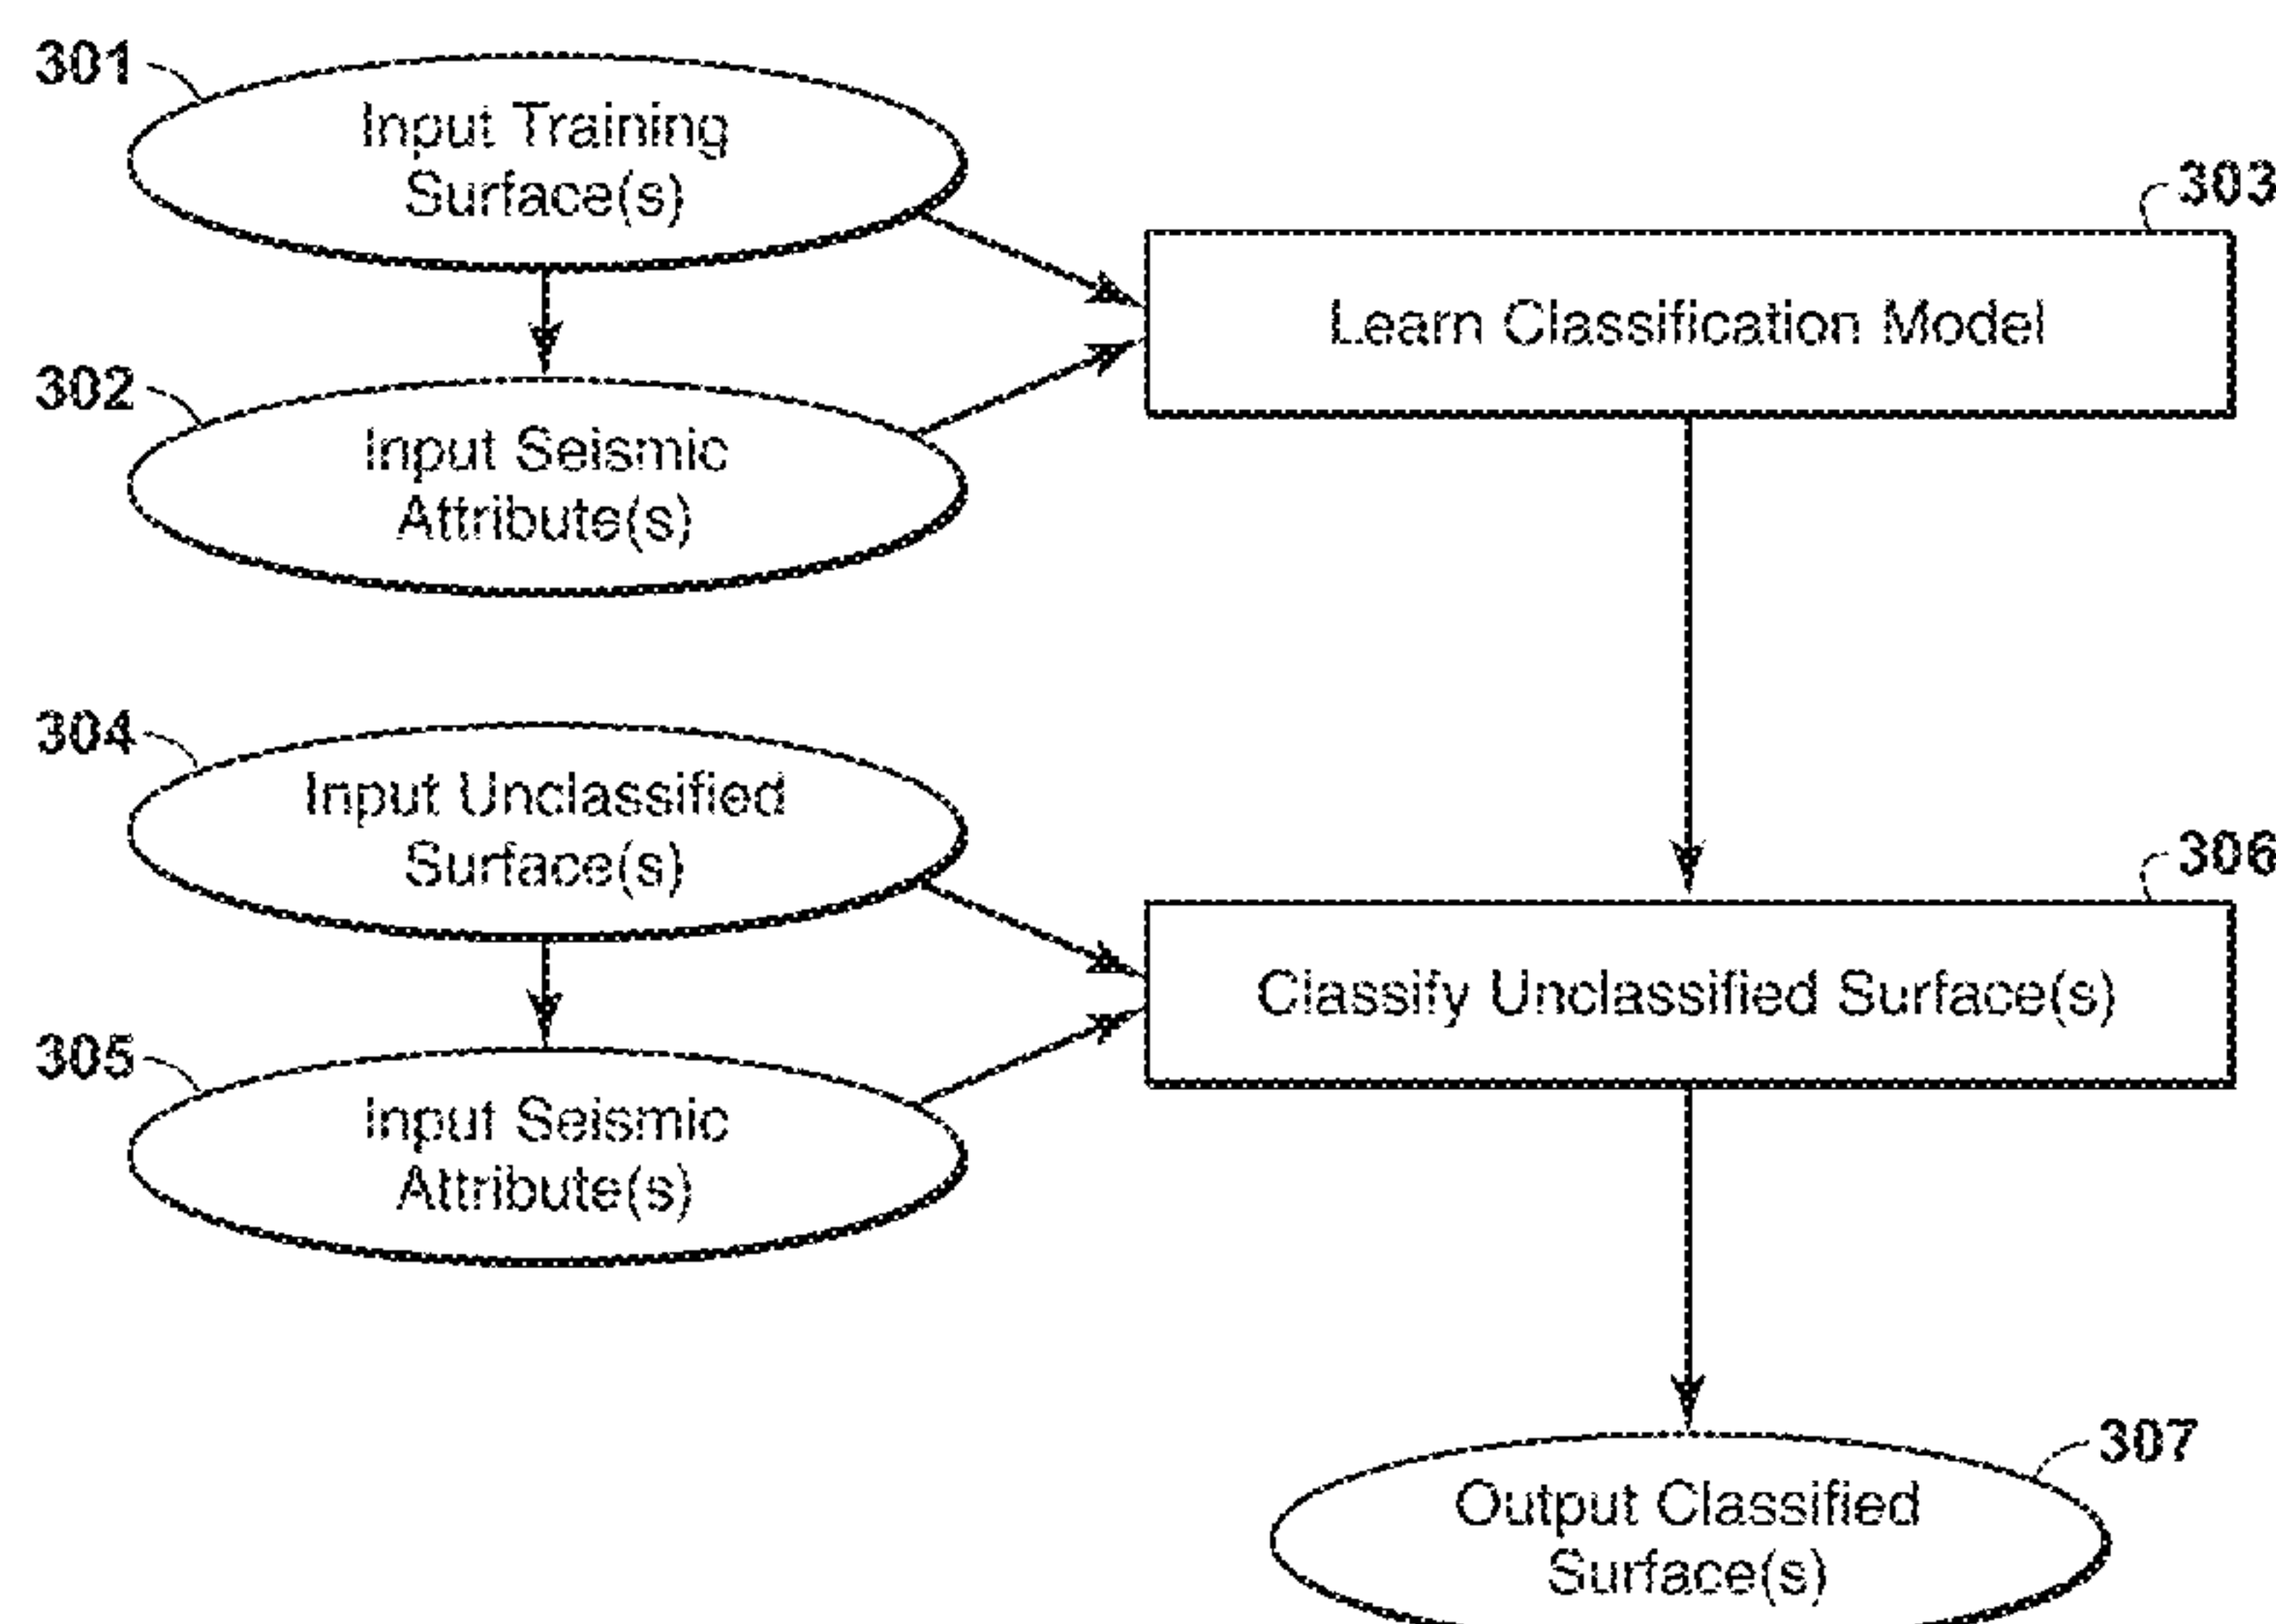 301
Input Training
Surface(s)
303
Learn Classification Model
302
Input Seismic
Attribute(s)
304
Input Unclassified
Surface(s)
306
Classify Unclassified Surface(s)
305
Input Seismic
Attribute(s)
307
Output Classified
Surface(s)